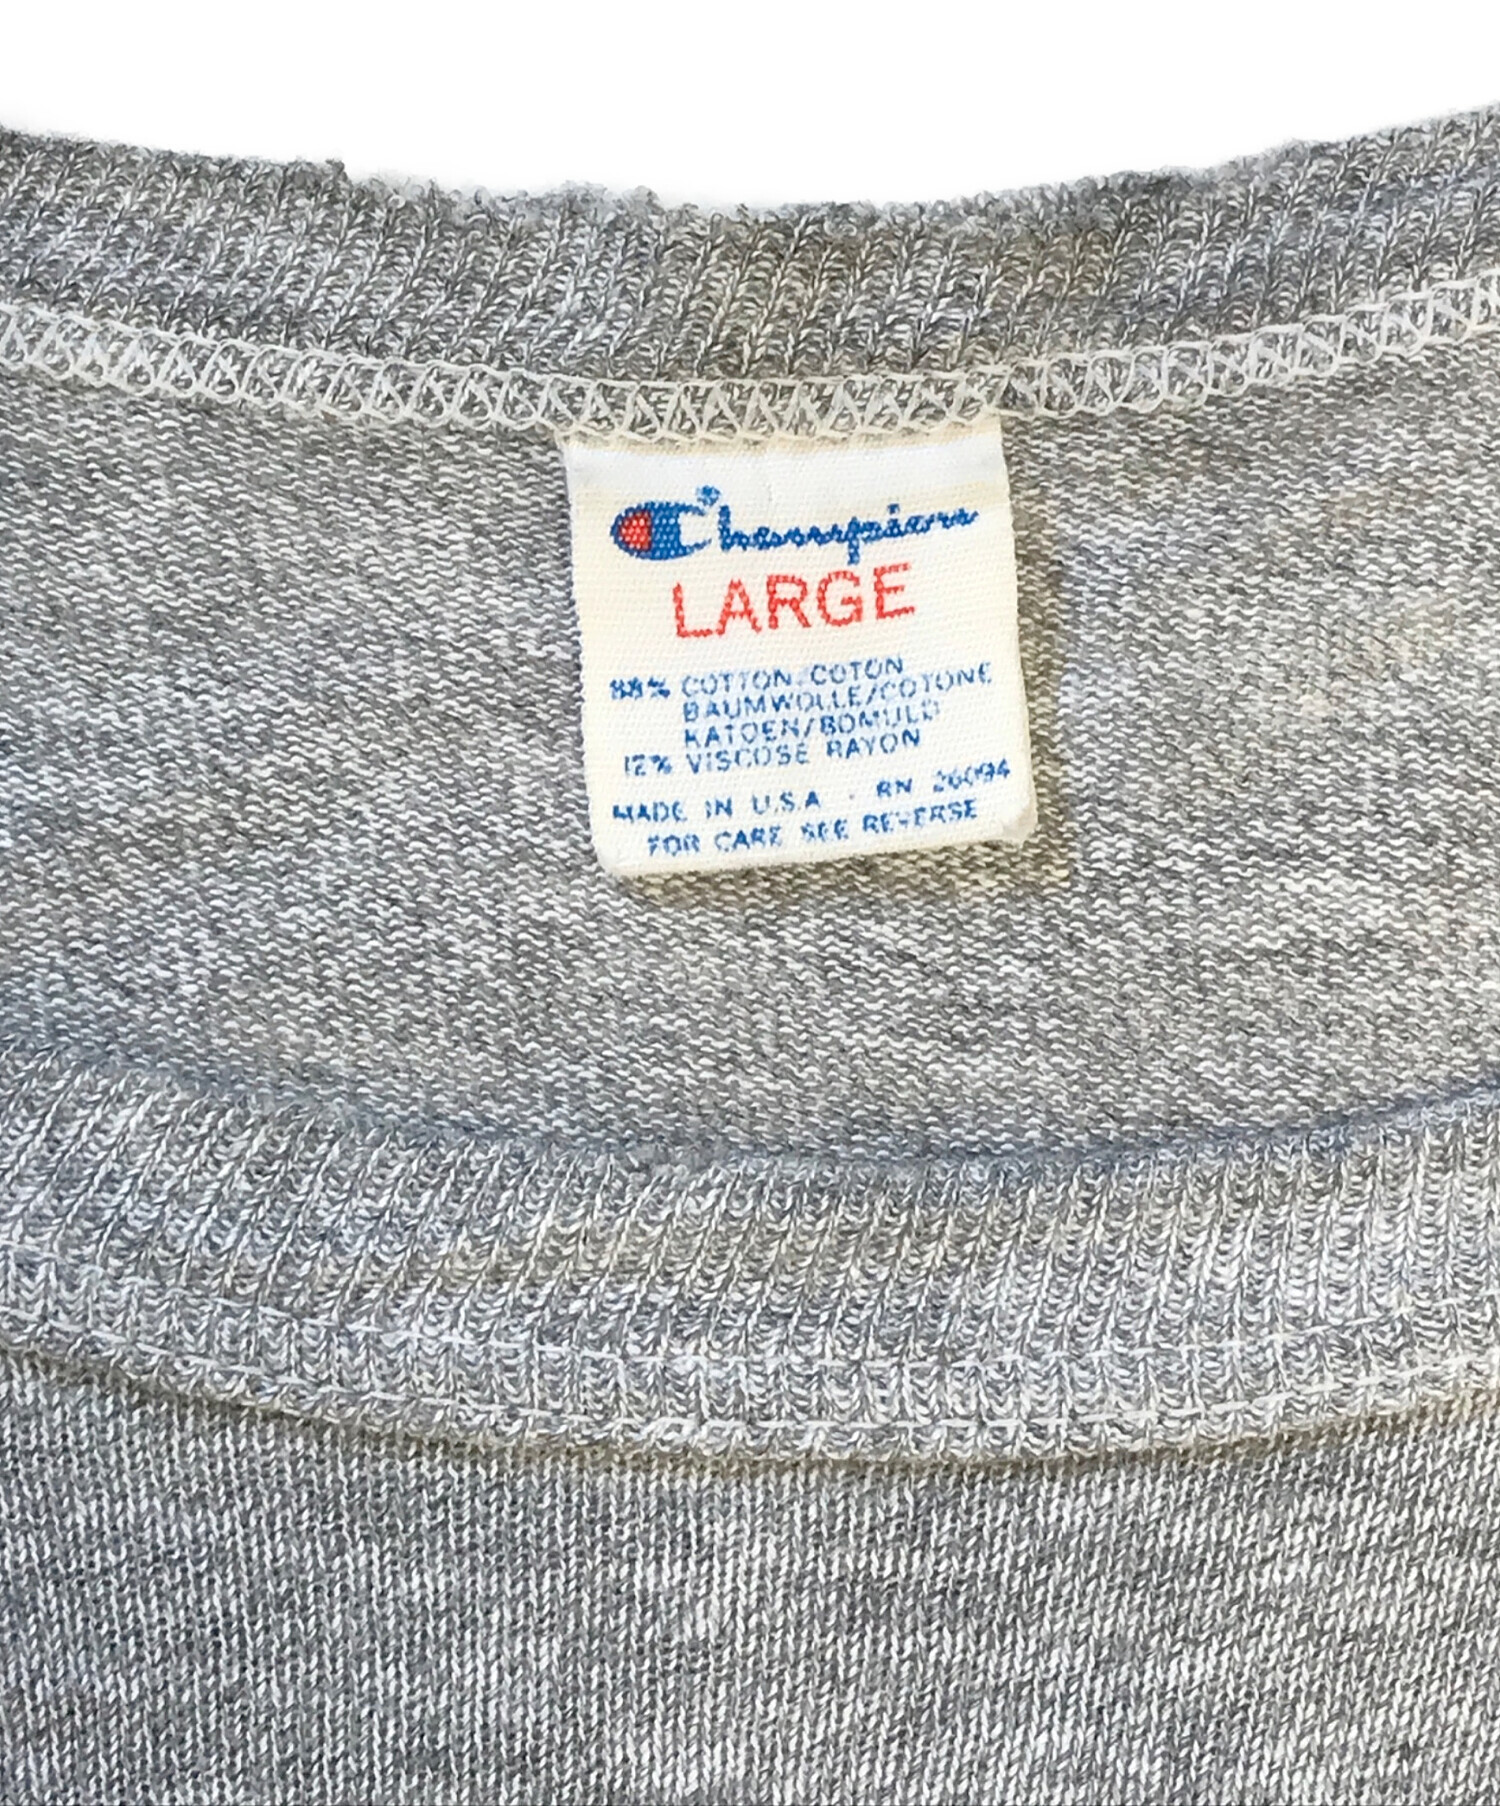 Champion
LARGE
88% COTTON/COTON
BAUMWOLLE/COTONE
KATOEN/BOMULD
12% VISCOSE RAYON
MADE IN U.S.A. RN 26094
FOR CARE SEE REVERSE